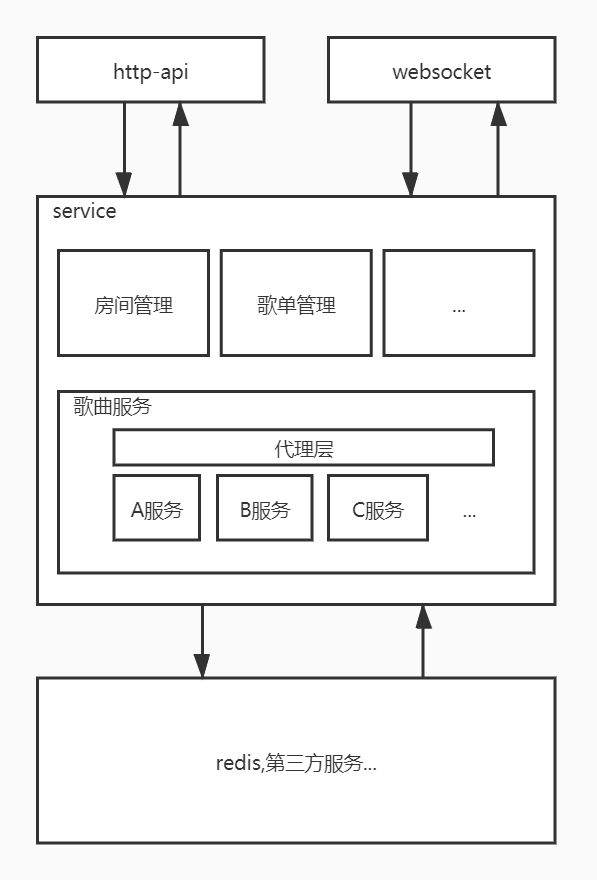 http-api
websocket
service
房间管理
歌单管理
...
歌曲服务
代理层
A服务
B服务
C服务
...
redis,第三方服务...